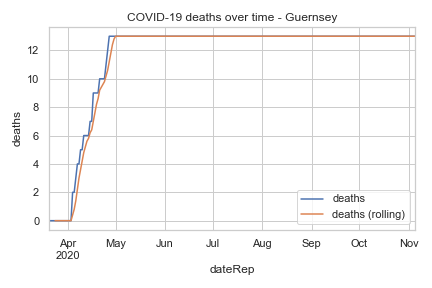 COVID-19 deaths over time - Guernsey
deaths
12
10
8
6
4
2
0
deaths
deaths (rolling)
Apr May Jun Jul Aug Sep Oct Nov
2020
dateRep